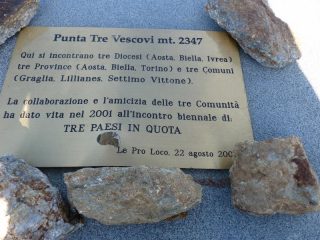 Punta Tre Vescovi mt. 2347
Qui si incontrano tre Diocesi (Aosta, Biella, Ivrea)
tre Province (Aosta, Biella, Torino) e tre Comuni
(Graglia, Lillianes, Settimo Vittone).
La collaborazione e l'amicizia delle tre Comunità
ha dato vita nel 2001 all'incontro biennale di:
TRE PAESI IN QUOTA
Le Pro Loco, 22 agosto